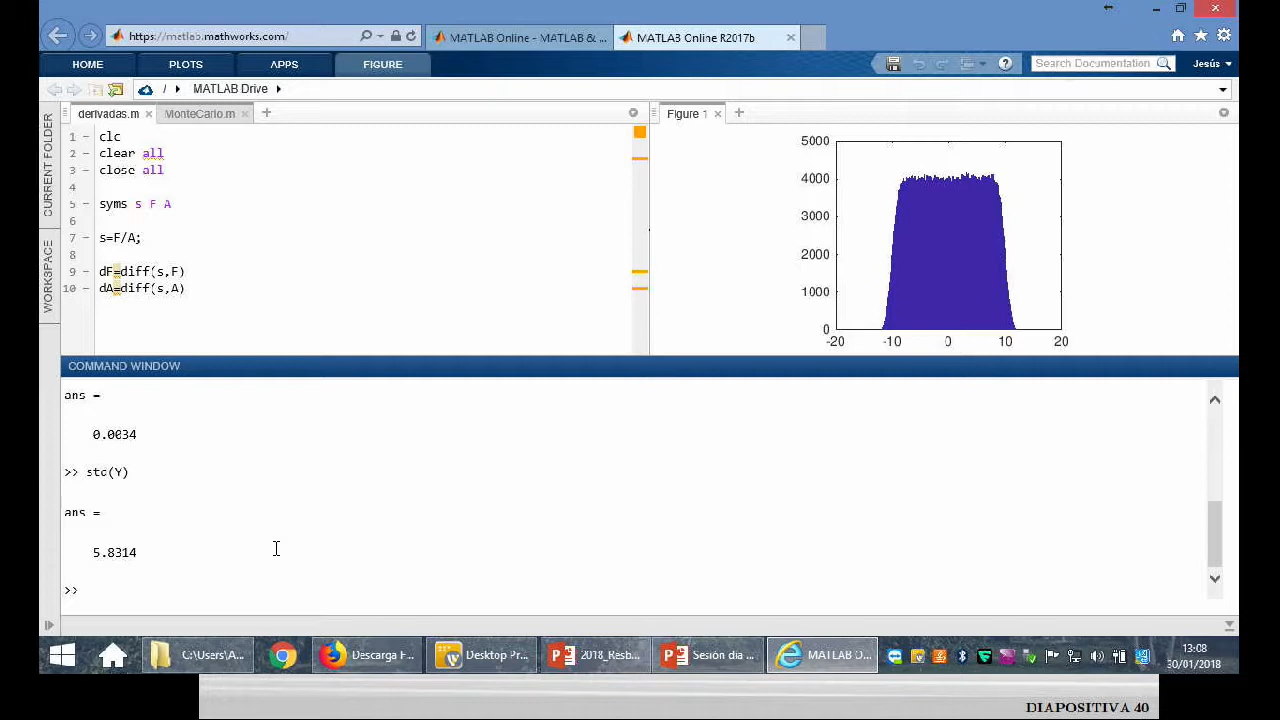 https://matlab.mathworks.com/
MATLAB Online - MATLAB & ...
MATLAB Online R2017b
HOME
PLOTS
APPS
FIGURE
Search Documentation
Jesús
/
MATLAB Drive
derivadas.m
MonteCarlo.m
Figure 1
CURRENT FOLDER
WORKSPACE
1 – clc
2 – clear all
3 – close all
4
5 – syms s F A
6
7 – s=F/A;
8
9 – dF=diff(s,F)
10 – dA=diff(s,A)
5000
4000
3000
2000
1000
0
-20 -10 0 10 20
COMMAND WINDOW
ans =
0.0034
>> std(Y)
ans =
5.8314
>>
C:\Users\A...
Descarga F...
Desktop Pr...
2018_Resb...
Sesión dia ...
MATLAB O...
13:08
30/01/2018
DIAPOSITIVA 40